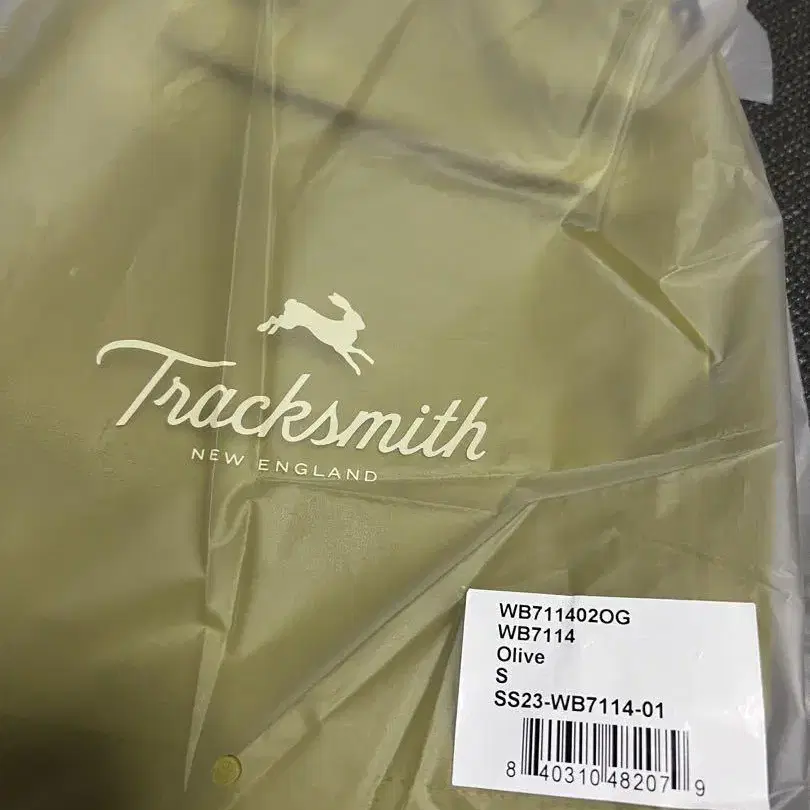 Tracksmith
NEW ENGLAND
WB711402OG
WB7114
Olive
S
SS23-WB7114-01
8 40310 48207 9